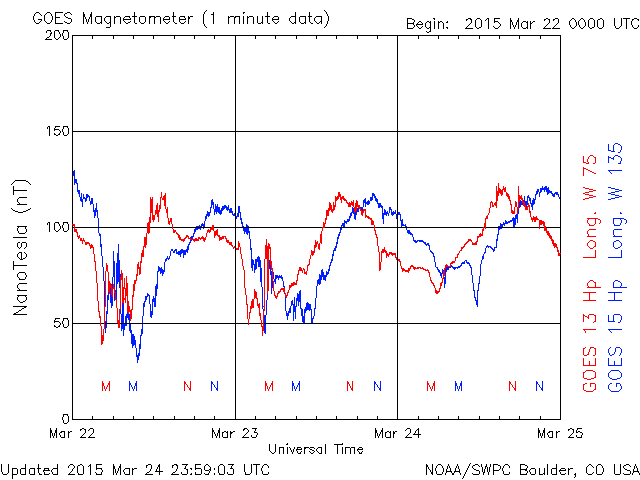 GOES Magnetometer (1 minute data)
Begin: 2015 Mar 22 0000 UTC
200
150
100
50
0
NanoTesla (nT)
M M N N M M N N M M N N
Mar 22 Mar 23 Mar 24 Mar 25
Universal Time
GOES 13 Hp Long. W 75
GOES 15 Hp Long. W 135
Updated 2015 Mar 24 23:59:03 UTC
NOAA/SWPC Boulder, CO USA